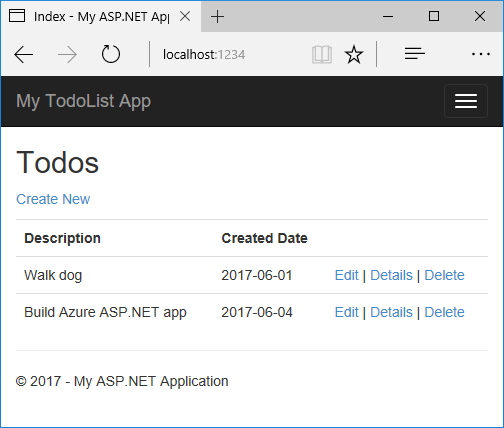 Index - My ASP.NET Ap
localhost:1234
My TodoList App
Todos
Create New
Description Created Date
Walk dog 2017-06-01 Edit | Details | Delete
Build Azure ASP.NET app 2017-06-04 Edit | Details | Delete
© 2017 - My ASP.NET Application